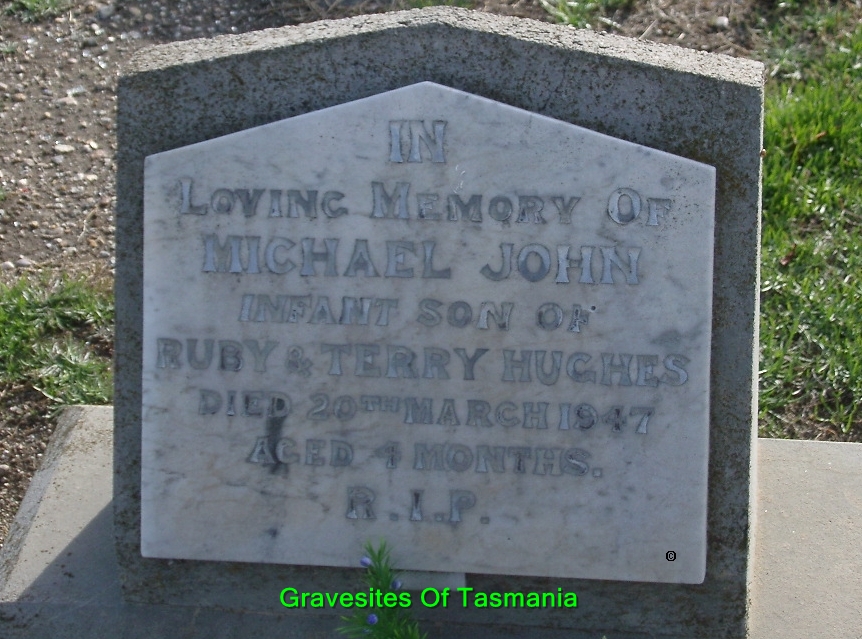 IN
LOVING MEMORY OF
MICHAEL JOHN
INFANT SON OF
RUBY & TERRY HUGHES
DIED 20TH MARCH 1947
AGED 4 MONTHS.
R.I.P.
©
Gravesites Of Tasmania